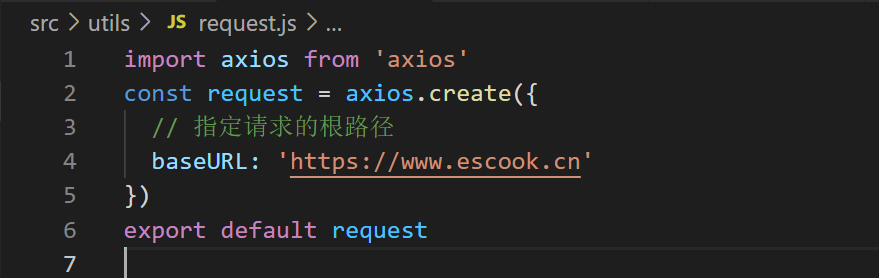 src > utils > JS request.js > ...
1 import axios from 'axios'
2 const request = axios.create({
3 // 指定请求的根路径
4 baseURL: 'https://www.escook.cn'
5 })
6 export default request
7